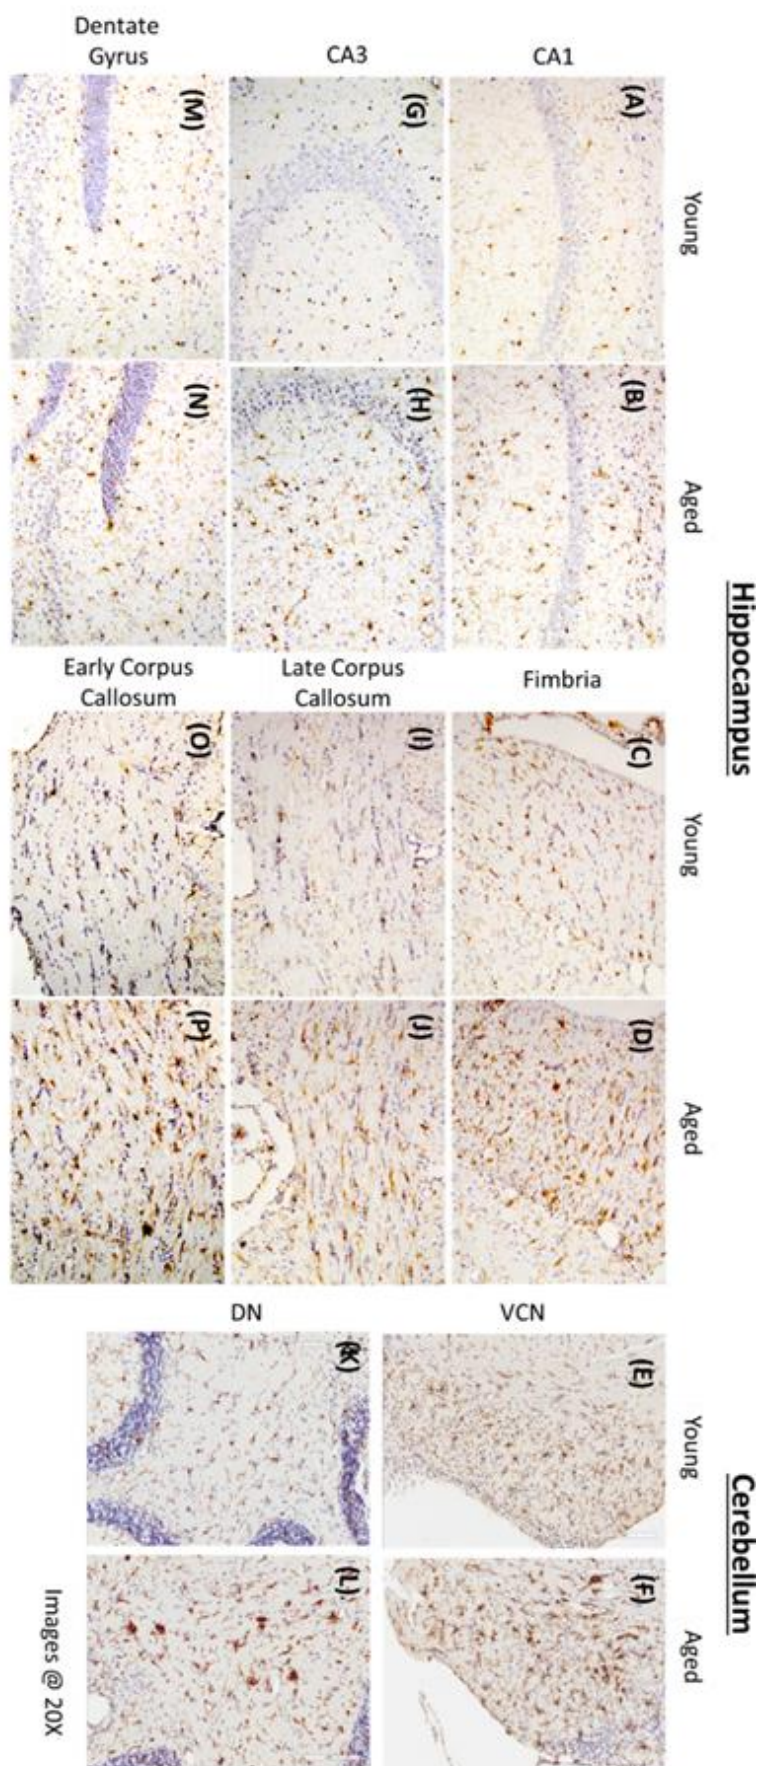 Hippocampus
Cerebellum
Young
Aged
Young
Aged
Young
Aged
CA1
(A)
(B)
Fimbria
(C)
(D)
VCN
(E)
(F)
CA3
(G)
(H)
Late Corpus
Callosum
(I)
(J)
DN
(K)
(L)
Dentate
Gyrus
(M)
(N)
Early Corpus
Callosum
(O)
(P)
Images @ 20X